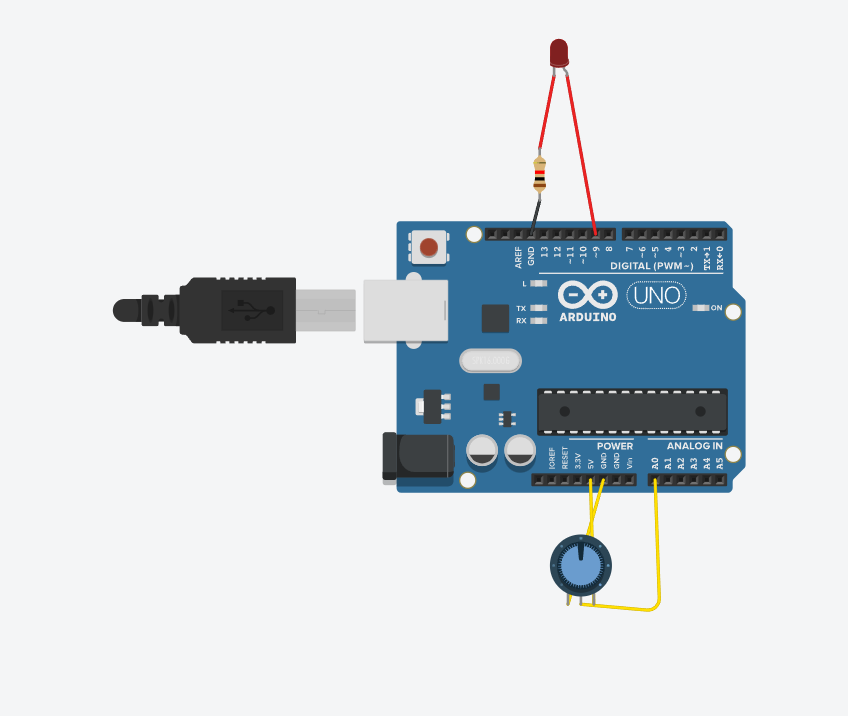 AREF
GND
13
12
~11
~10
~9
8
7
~6
~5
~4
~3
2
TX→1
RX←0
DIGITAL (PWM~)
L
TX
RX
ARDUINO
UNO
ON
POWER
ANALOG IN
IOREF
RESET
3.3V
5V
GND
GND
Vin
A0
A1
A2
A3
A4
A5